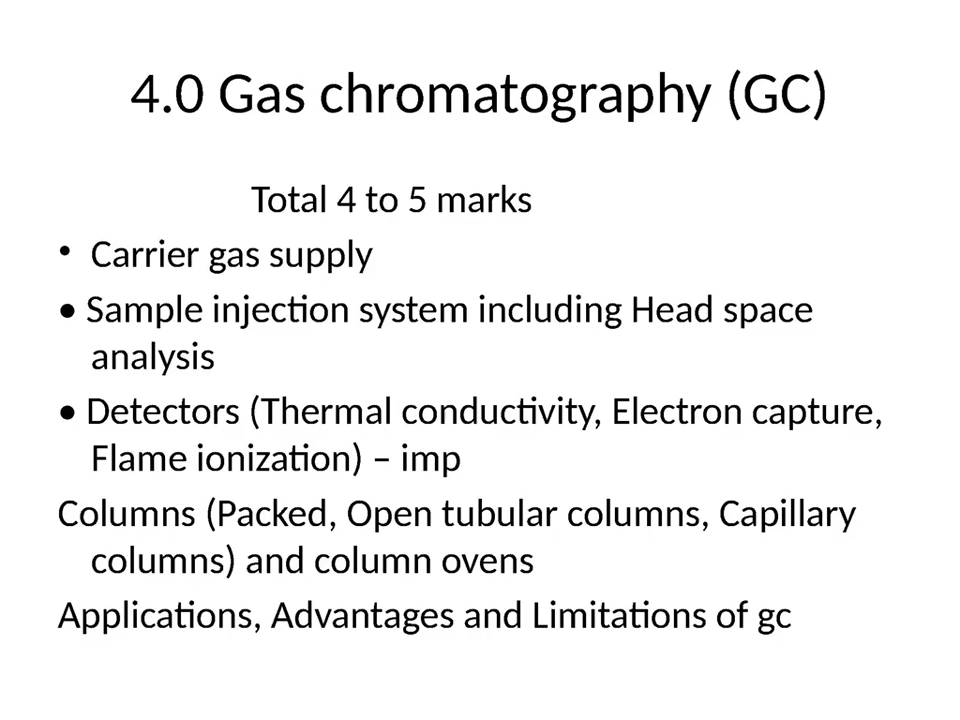 4.0 Gas chromatography (GC)
Total 4 to 5 marks
• Carrier gas supply
• Sample injection system including Head space
analysis
• Detectors (Thermal conductivity, Electron capture,
Flame ionization) – imp
Columns (Packed, Open tubular columns, Capillary
columns) and column ovens
Applications, Advantages and Limitations of gc